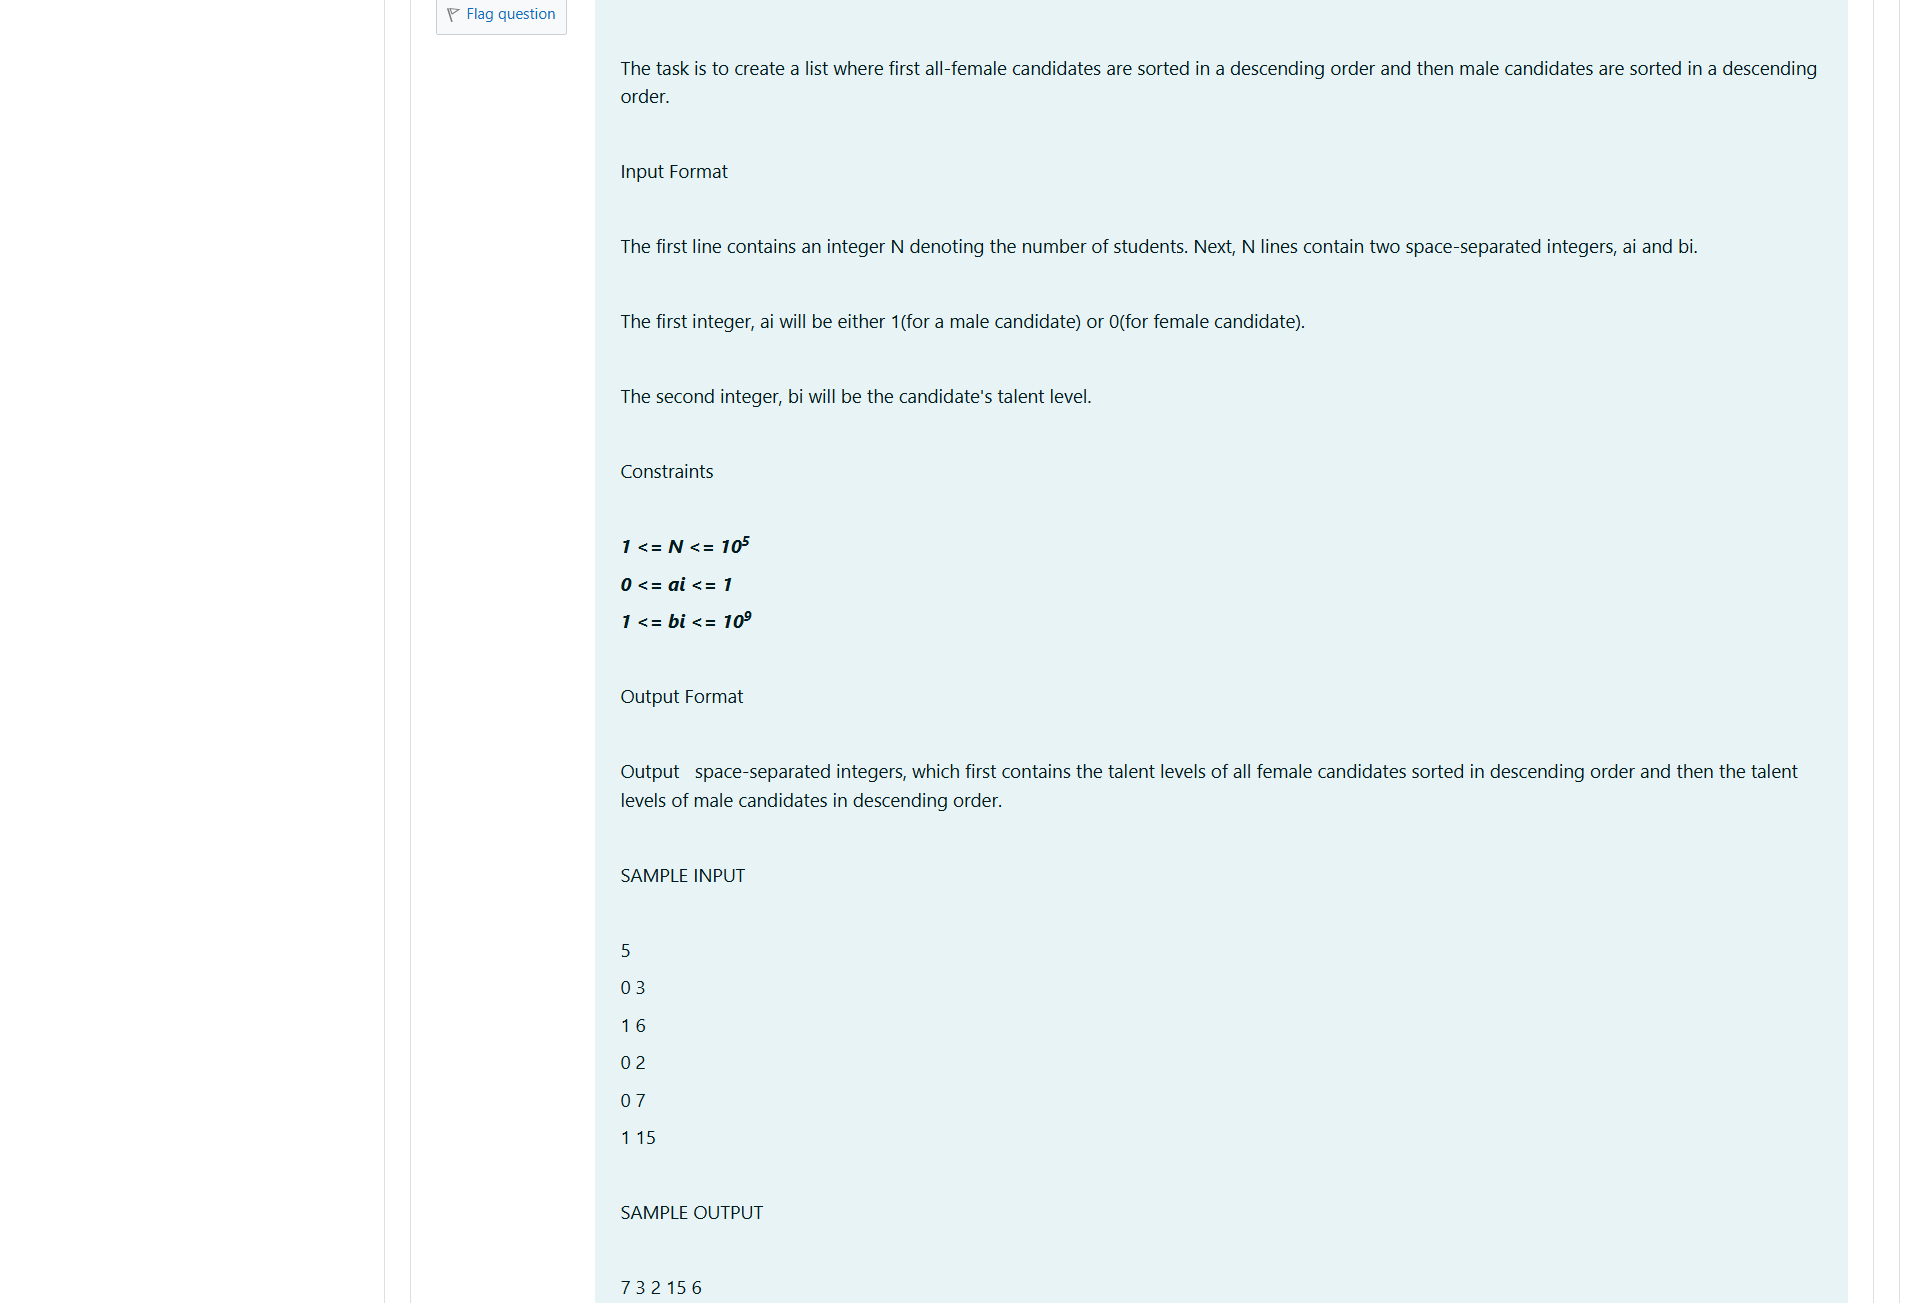 Flag question
The task is to create a list where first all-female candidates are sorted in a descending order and then male candidates are sorted in a descending
order.
Input Format
The first line contains an integer N denoting the number of students. Next, N lines contain two space-separated integers, ai and bi.
The first integer, ai will be either 1(for a male candidate) or 0(for female candidate).
The second integer, bi will be the candidate's talent level.
Constraints
1 <= N <= 10⁵
0 <= ai <= 1
1 <= bi <= 10⁹
Output Format
Output   space-separated integers, which first contains the talent levels of all female candidates sorted in descending order and then the talent
levels of male candidates in descending order.
SAMPLE INPUT
5
0 3
1 6
0 2
0 7
1 15
SAMPLE OUTPUT
7 3 2 15 6